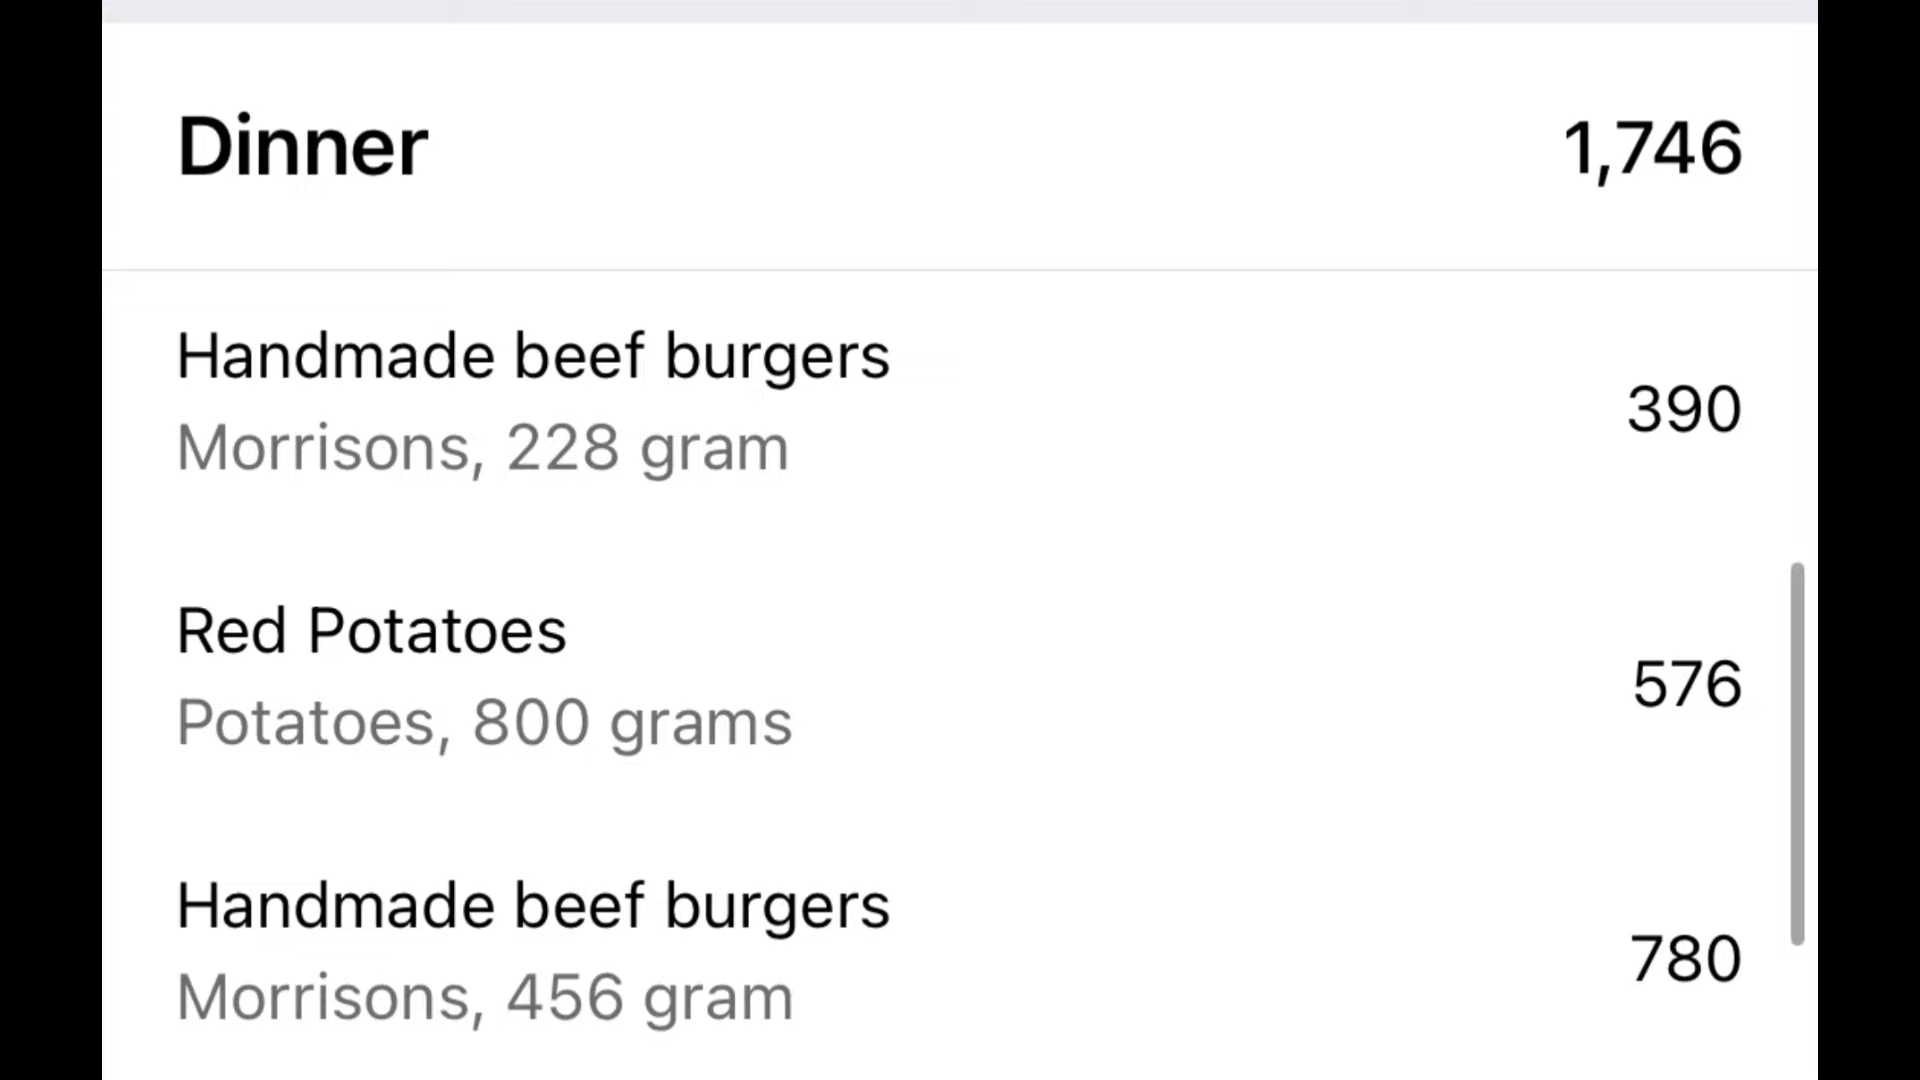 Dinner 1,746
Handmade beef burgers
Morrisons, 228 gram
390
Red Potatoes
Potatoes, 800 grams
576
Handmade beef burgers
Morrisons, 456 gram
780